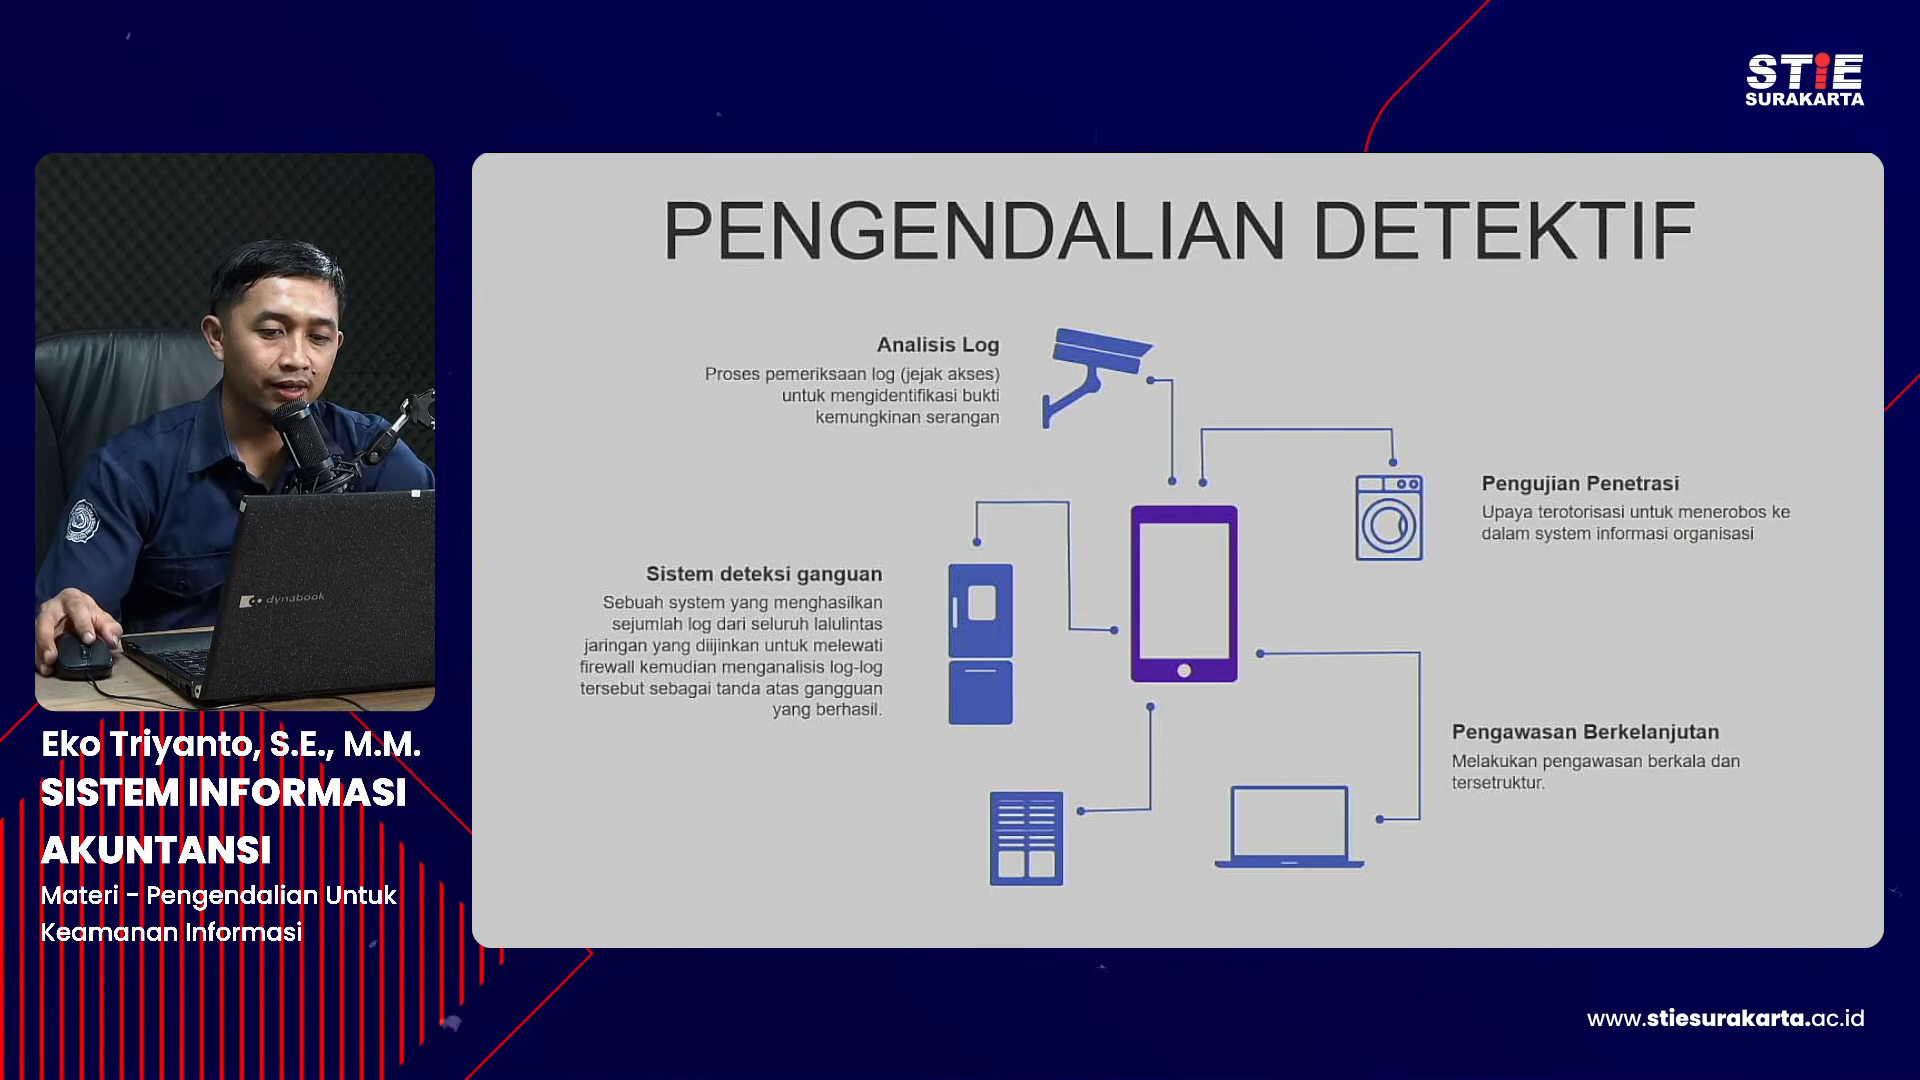 STiE
SURAKARTA
PENGENDALIAN DETEKTIF
Analisis Log
Proses pemeriksaan log (jejak akses)
untuk mengidentifikasi bukti
kemungkinan serangan
Pengujian Penetrasi
Upaya terotorisasi untuk menerobos ke
dalam system informasi organisasi
Sistem deteksi ganguan
Sebuah system yang menghasilkan
sejumlah log dari seluruh lalulintas
jaringan yang diijinkan untuk melewati
firewall kemudian menganalisis log-log
tersebut sebagai tanda atas gangguan
yang berhasil.
Pengawasan Berkelanjutan
Melakukan pengawasan berkala dan
tersetruktur.
dynabook
Eko Triyanto, S.E., M.M.
SISTEM INFORMASI
AKUNTANSI
Materi - Pengendalian Untuk
Keamanan Informasi
www.stiesurakarta.ac.id